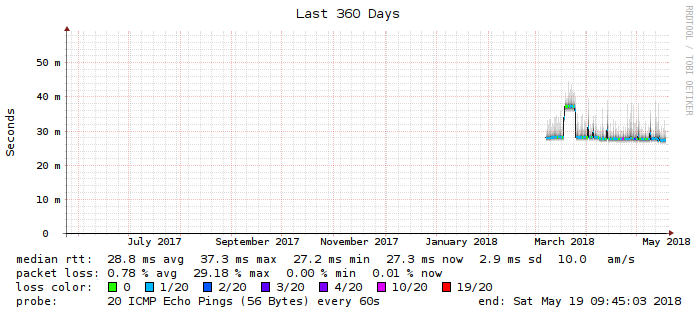 Last 360 Days
RRDTOOL / TOBI OETIKER
Seconds
50 m
40 m
30 m
20 m
10 m
0
July 2017 September 2017 November 2017 January 2018 March 2018 May 2018
median rtt: 28.8 ms avg 37.3 ms max 27.2 ms min 27.3 ms now 2.9 ms sd 10.0 am/s
packet loss: 0.78 % avg 29.18 % max 0.00 % min 0.01 % now
loss color: 0 1/20 2/20 3/20 4/20 10/20 19/20
probe: 20 ICMP Echo Pings (56 Bytes) every 60s end: Sat May 19 09:45:03 2018